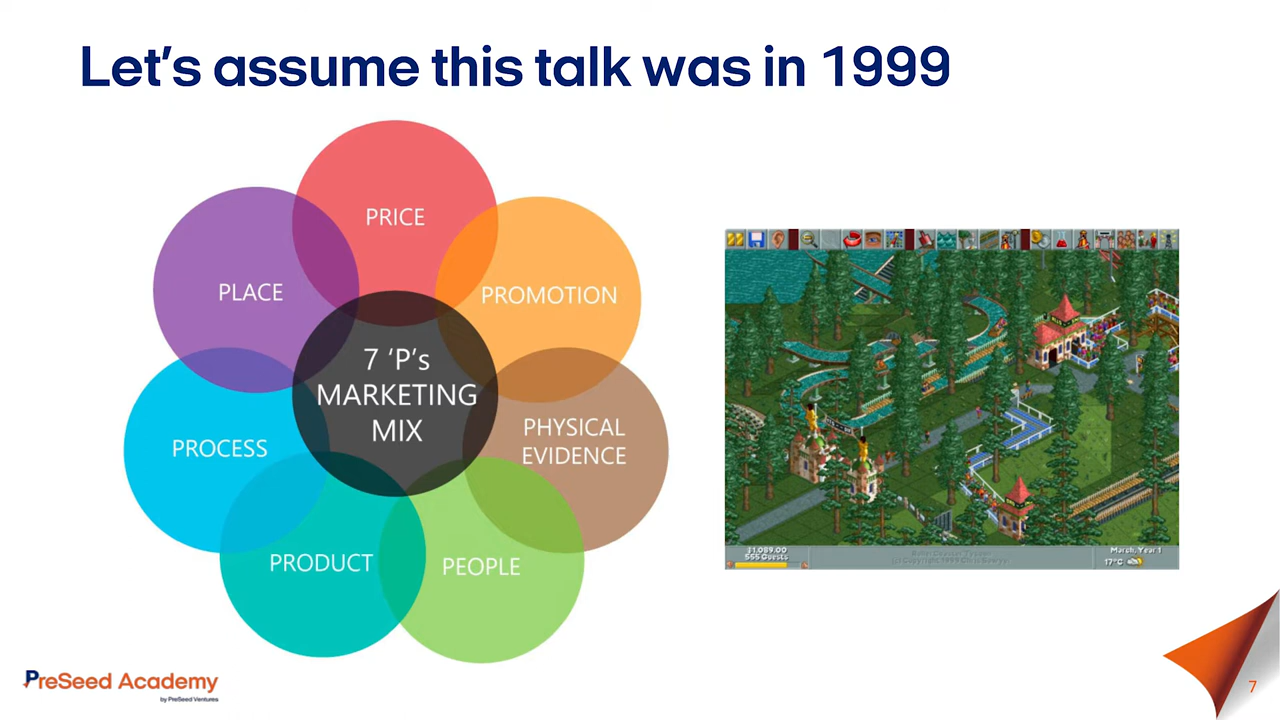 Let's assume this talk was in 1999
PRICE
PLACE
PROMOTION
7 ‘P’s
MARKETING
MIX
PHYSICAL
EVIDENCE
PROCESS
PRODUCT
PEOPLE
$1,089.00
555 Guests
March, Year 1
17°C
PreSeed Academy
by PreSeed Ventures
7